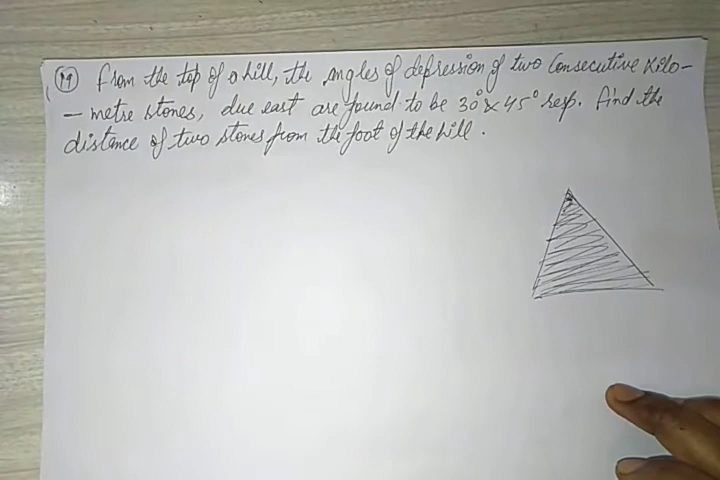 (19) from the top of a hill, the angles of depression of two Consecutive Kilo-
- metre stones, due east are found to be 30° & 45° resp. find the
distance of two stones from the foot of the hill.